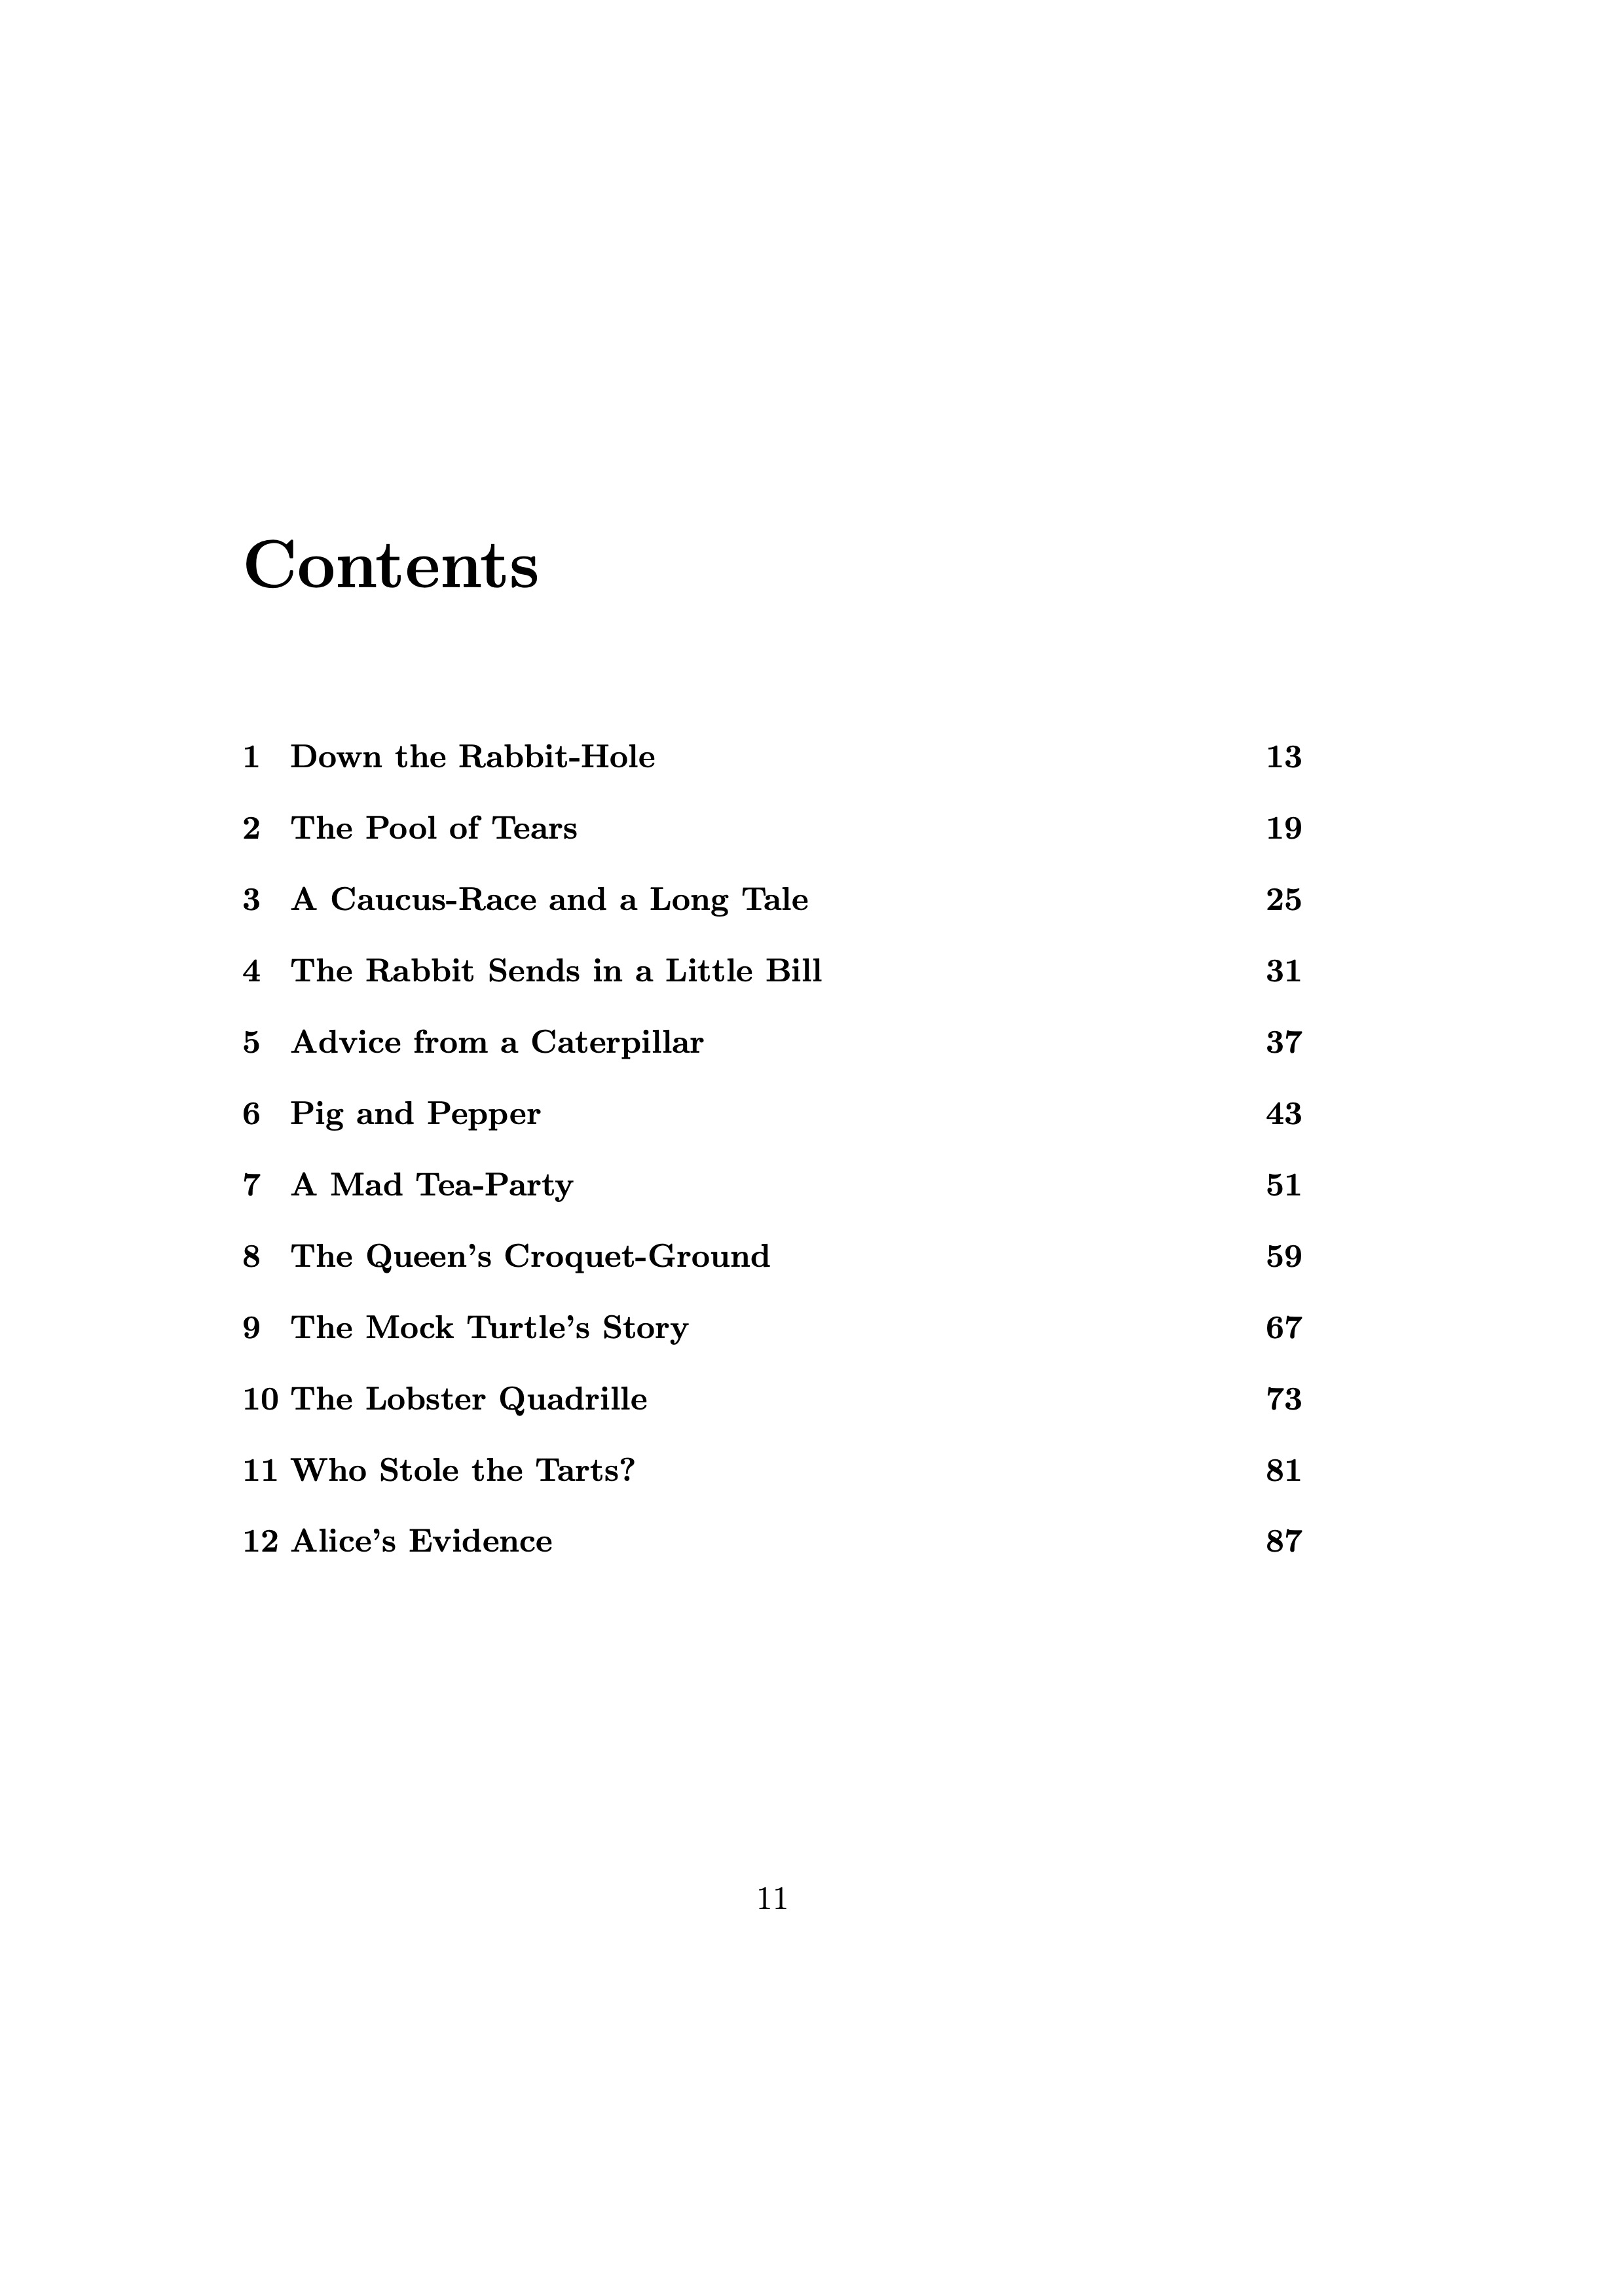 Contents
1 Down the Rabbit-Hole 13
2 The Pool of Tears 19
3 A Caucus-Race and a Long Tale 25
4 The Rabbit Sends in a Little Bill 31
5 Advice from a Caterpillar 37
6 Pig and Pepper 43
7 A Mad Tea-Party 51
8 The Queen’s Croquet-Ground 59
9 The Mock Turtle’s Story 67
10 The Lobster Quadrille 73
11 Who Stole the Tarts? 81
12 Alice’s Evidence 87
11